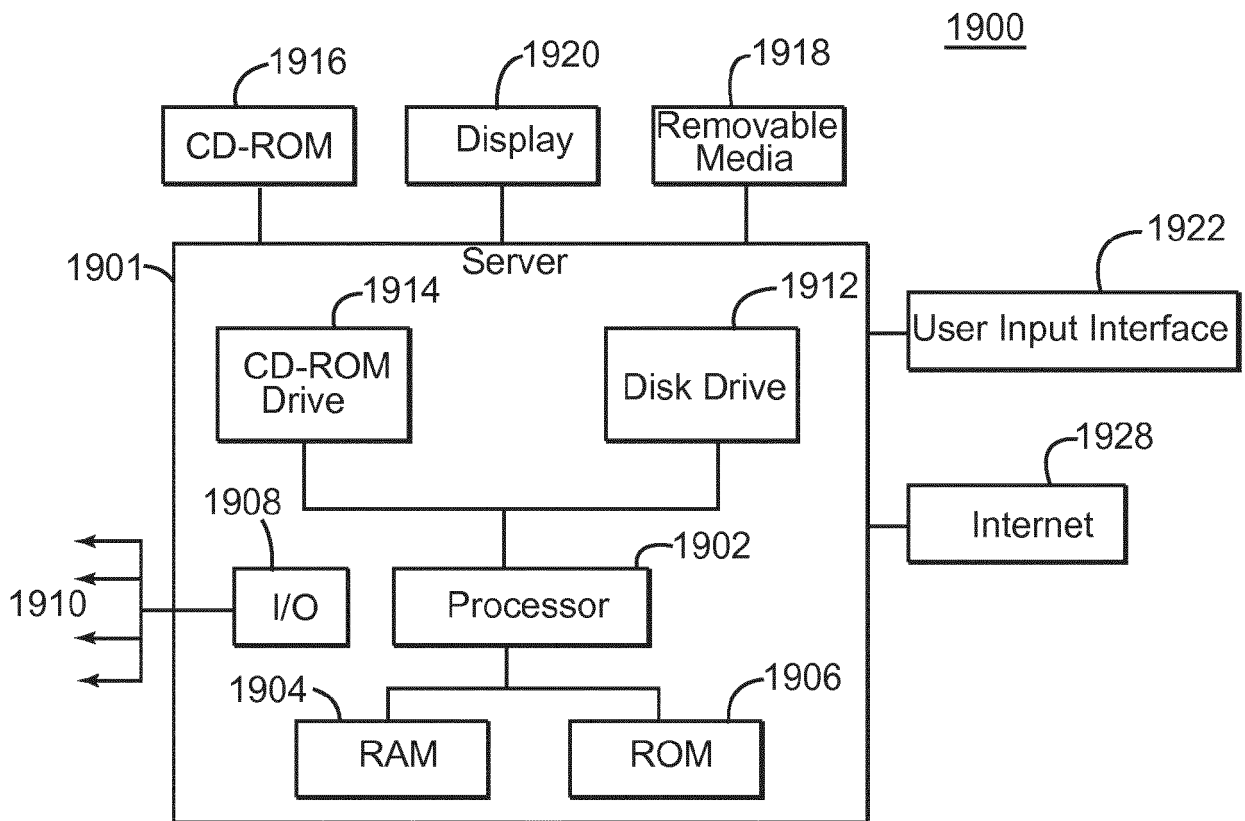 1900
1916
1920
1918
CD-ROM
Display
Removable
Media
1901
Server
1922
1914
1912
User Input Interface
CD-ROM
Drive
Disk Drive
1928
1908
1902
Internet
1910
I/O
Processor
1904
1906
RAM
ROM